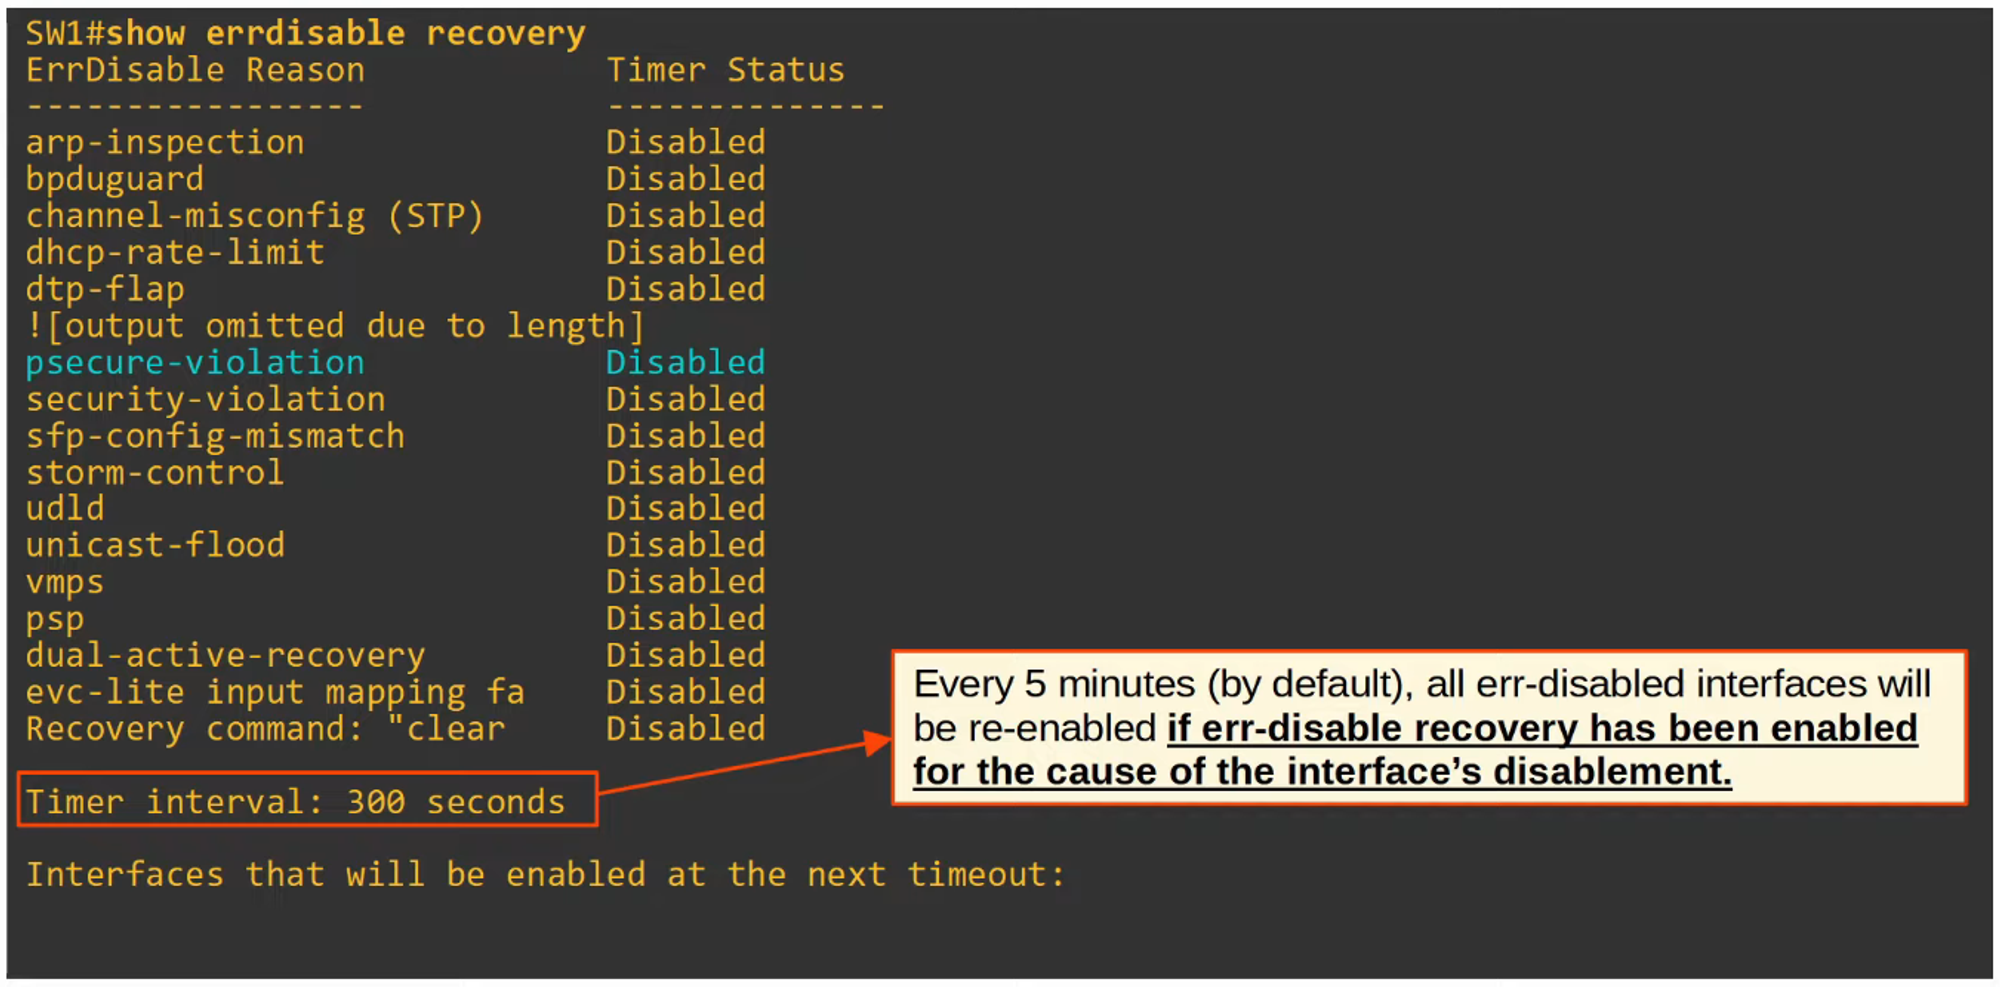 SW1#show errdisable recovery
ErrDisable Reason Timer Status
----------------- --------------
arp-inspection Disabled
bpduguard Disabled
channel-misconfig (STP) Disabled
dhcp-rate-limit Disabled
dtp-flap Disabled
![output omitted due to length]
psecure-violation Disabled
security-violation Disabled
sfp-config-mismatch Disabled
storm-control Disabled
udld Disabled
unicast-flood Disabled
vmps Disabled
psp Disabled
dual-active-recovery Disabled
evc-lite input mapping fa Disabled
Recovery command: "clear Disabled
Timer interval: 300 seconds
Every 5 minutes (by default), all err-disabled interfaces will
be re-enabled if err-disable recovery has been enabled
for the cause of the interface’s disablement.
Interfaces that will be enabled at the next timeout: